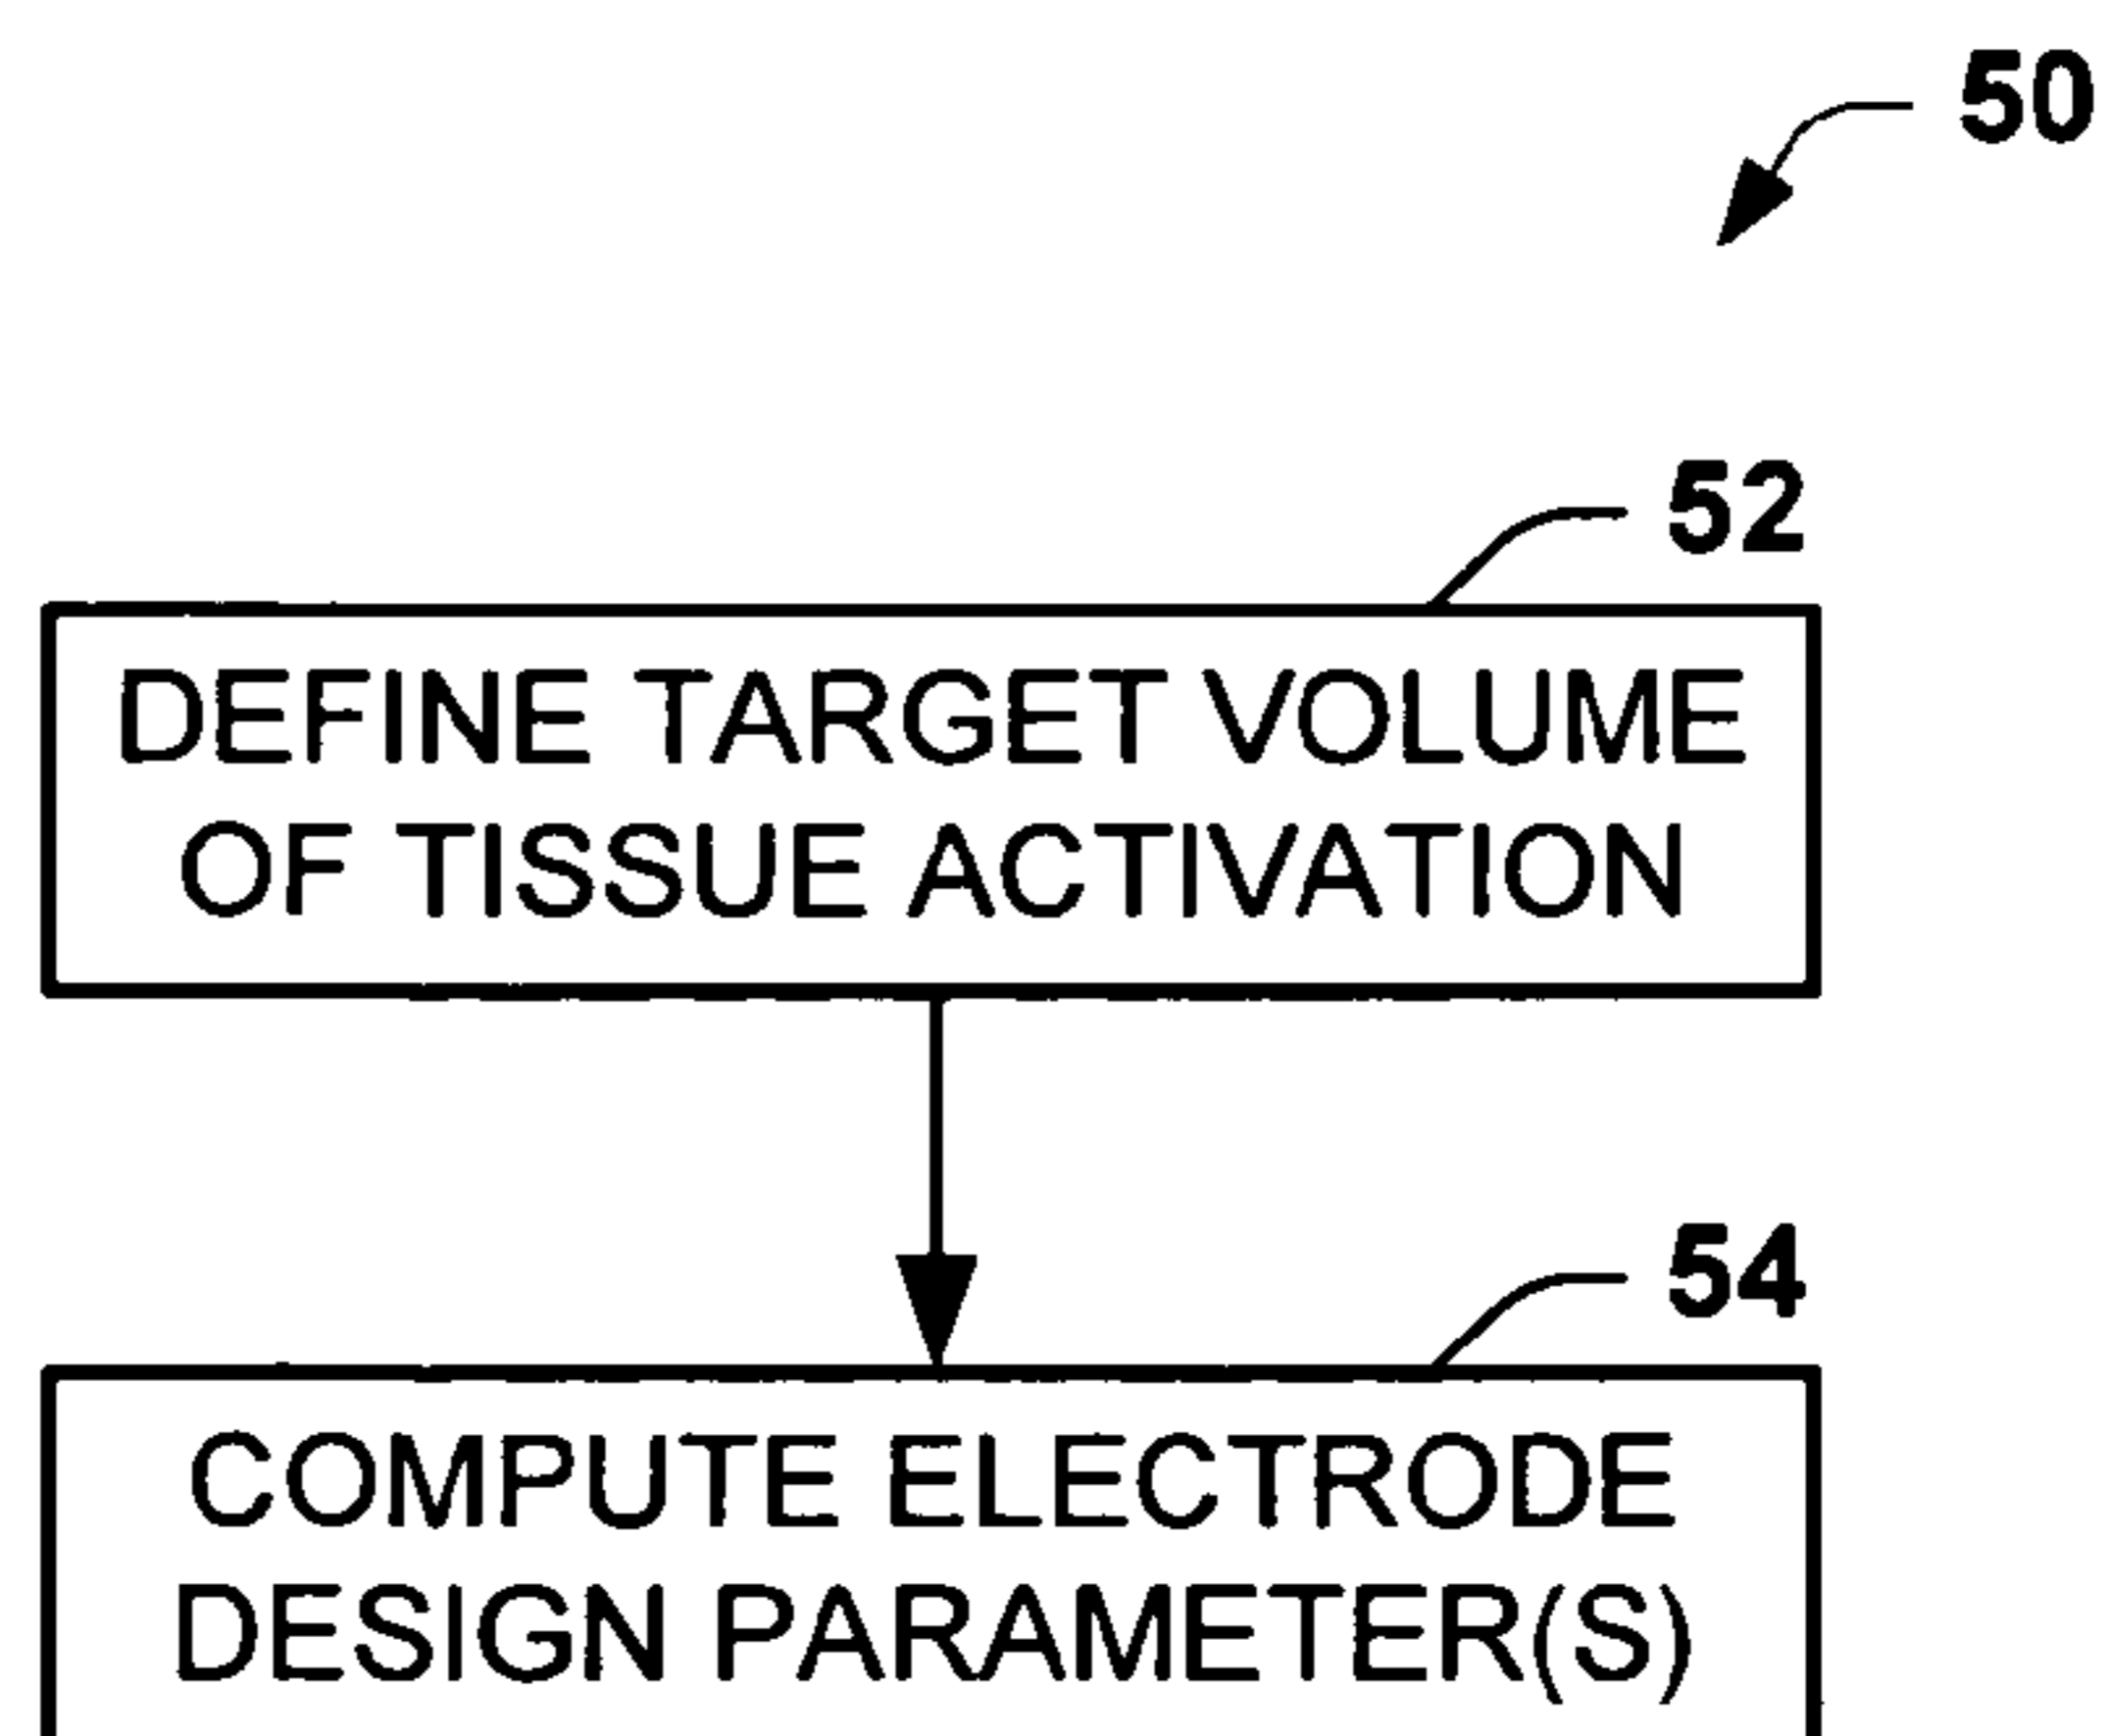 50
52
DEFINE TARGET VOLUME
OF TISSUE ACTIVATION
54
COMPUTE ELECTRODE
DESIGN PARAMETER(S)